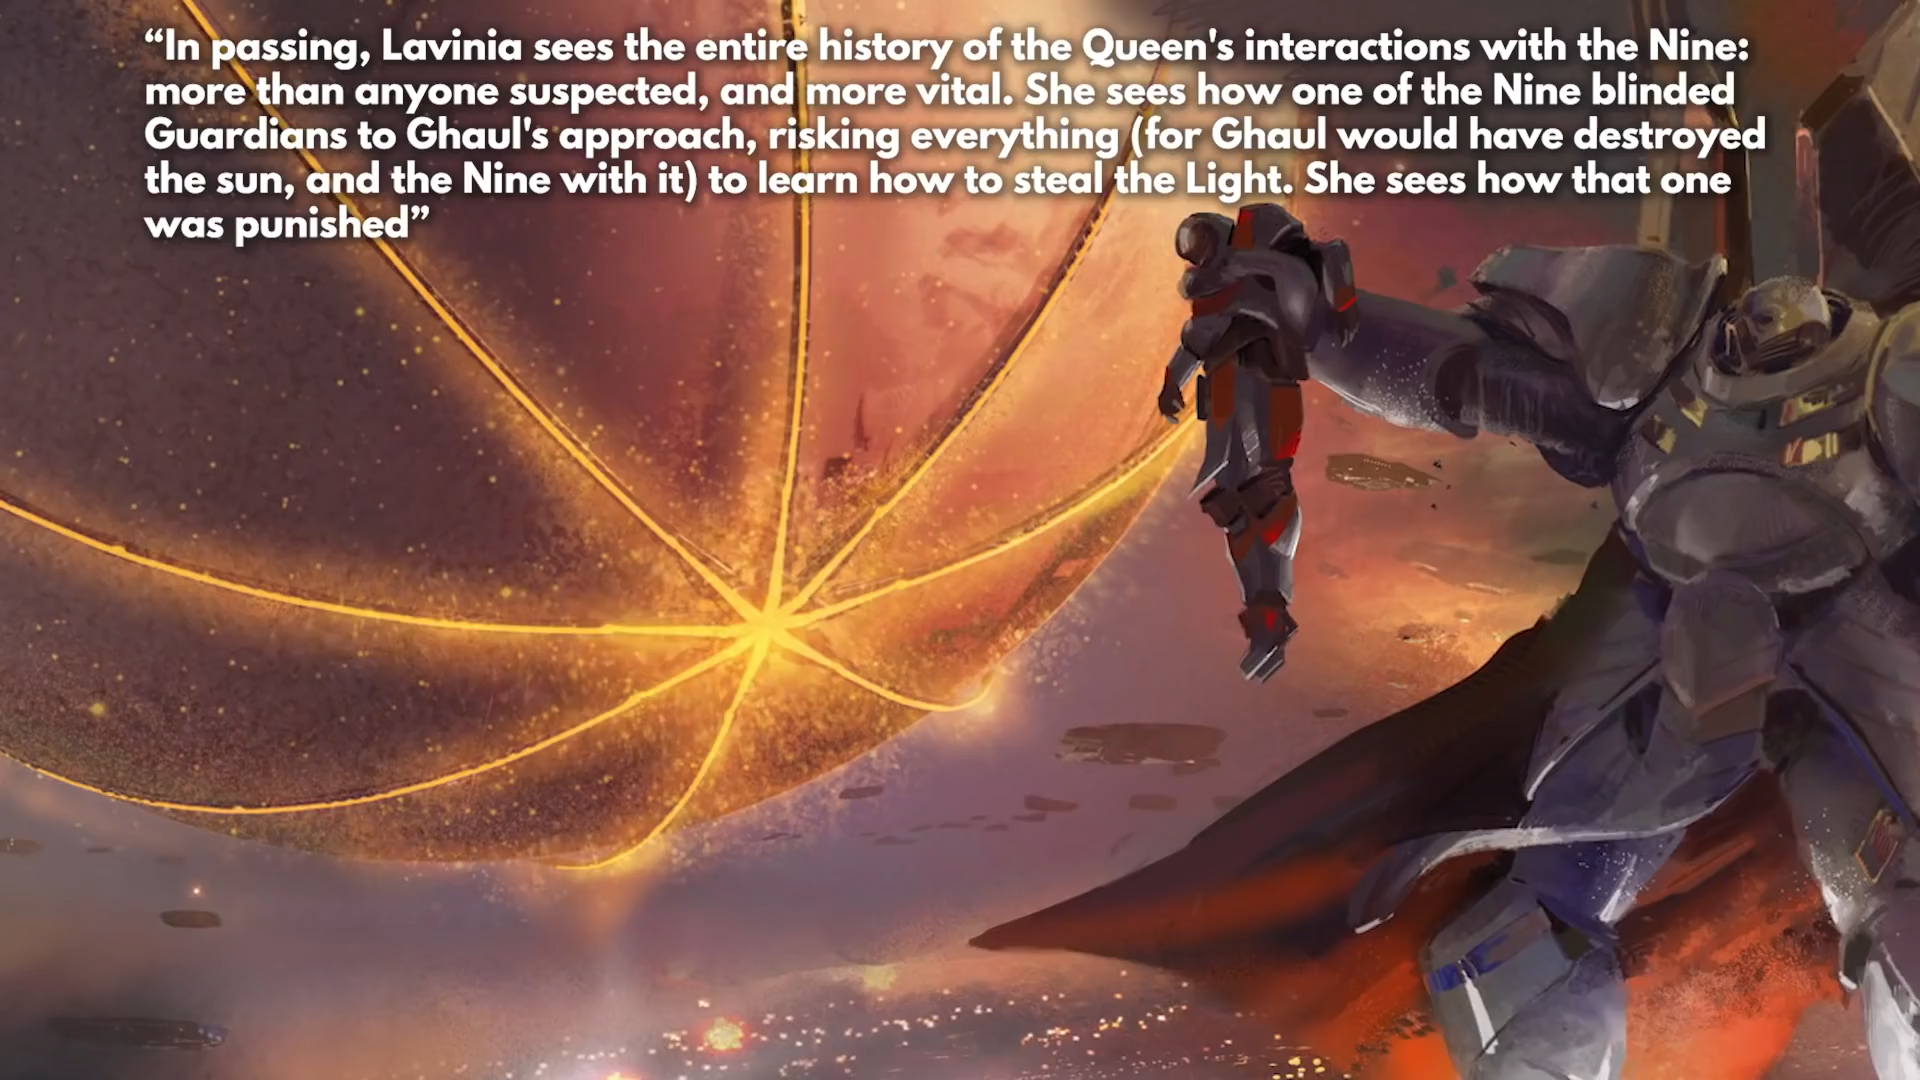 “In passing, Lavinia sees the entire history of the Queen's interactions with the Nine:
more than anyone suspected, and more vital. She sees how one of the Nine blinded
Guardians to Ghaul's approach, risking everything (for Ghaul would have destroyed
the sun, and the Nine with it) to learn how to steal the Light. She sees how that one
was punished”